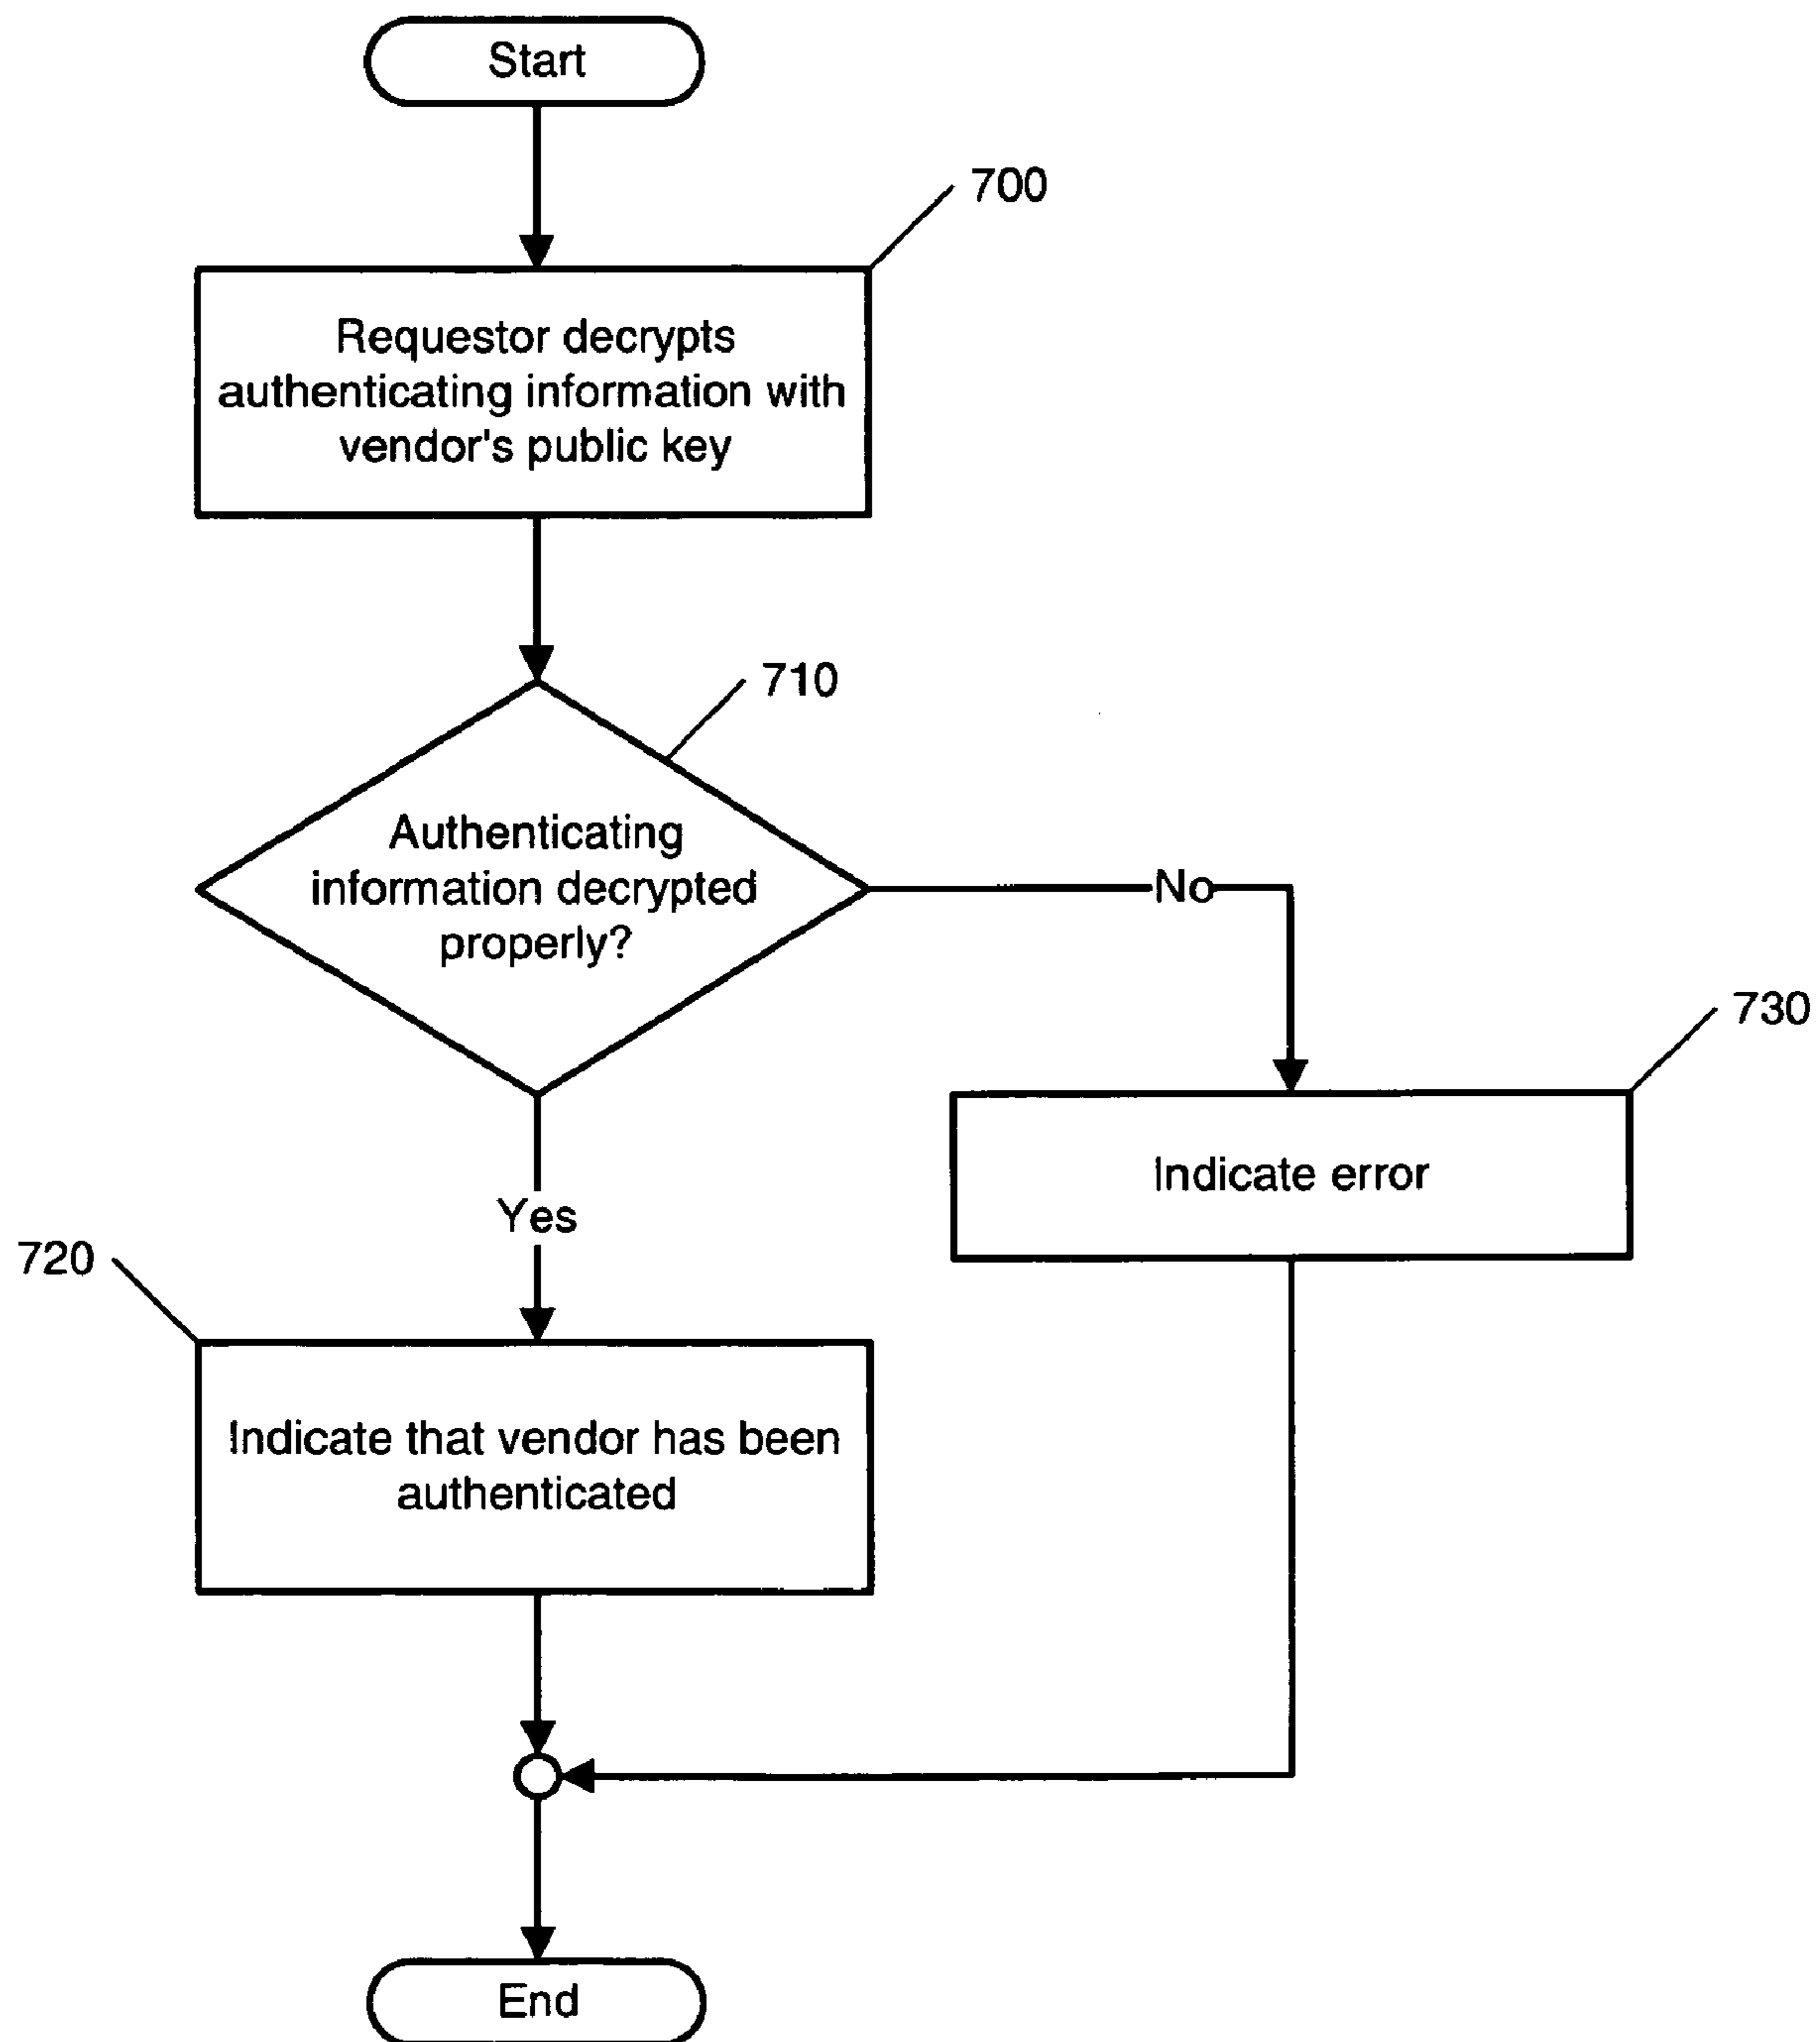 Start
700
Requestor decrypts
authenticating information with
vendor's public key
710
Authenticating
information decrypted
properly?
No
730
Indicate error
Yes
720
Indicate that vendor has been
authenticated
End